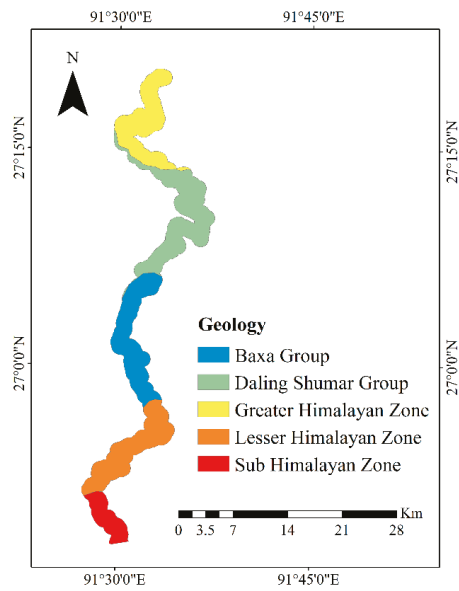 91°30'0"E 91°45'0"E
N
27°15'0"N 27°15'0"N
27°0'0"N 27°0'0"N
Geology
Baxa Group
Daling Shumar Group
Greater Himalayan Zone
Lesser Himalayan Zone
Sub Himalayan Zone
Km
0 3.5 7 14 21 28
91°30'0"E 91°45'0"E